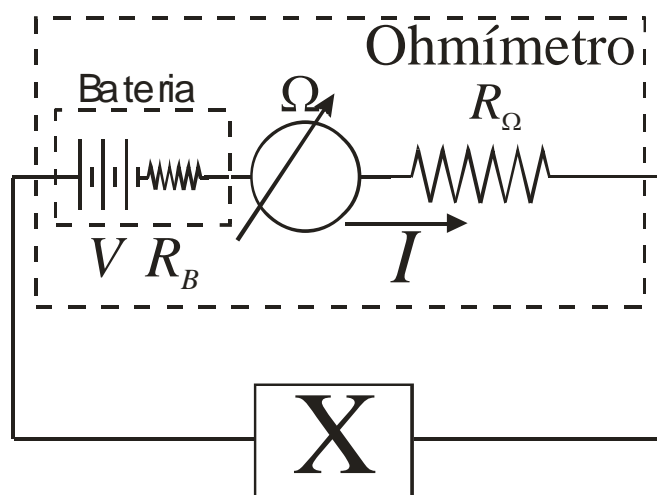 Ohmímetro
Bateria
Ω
R_Ω
V R_B
I
X